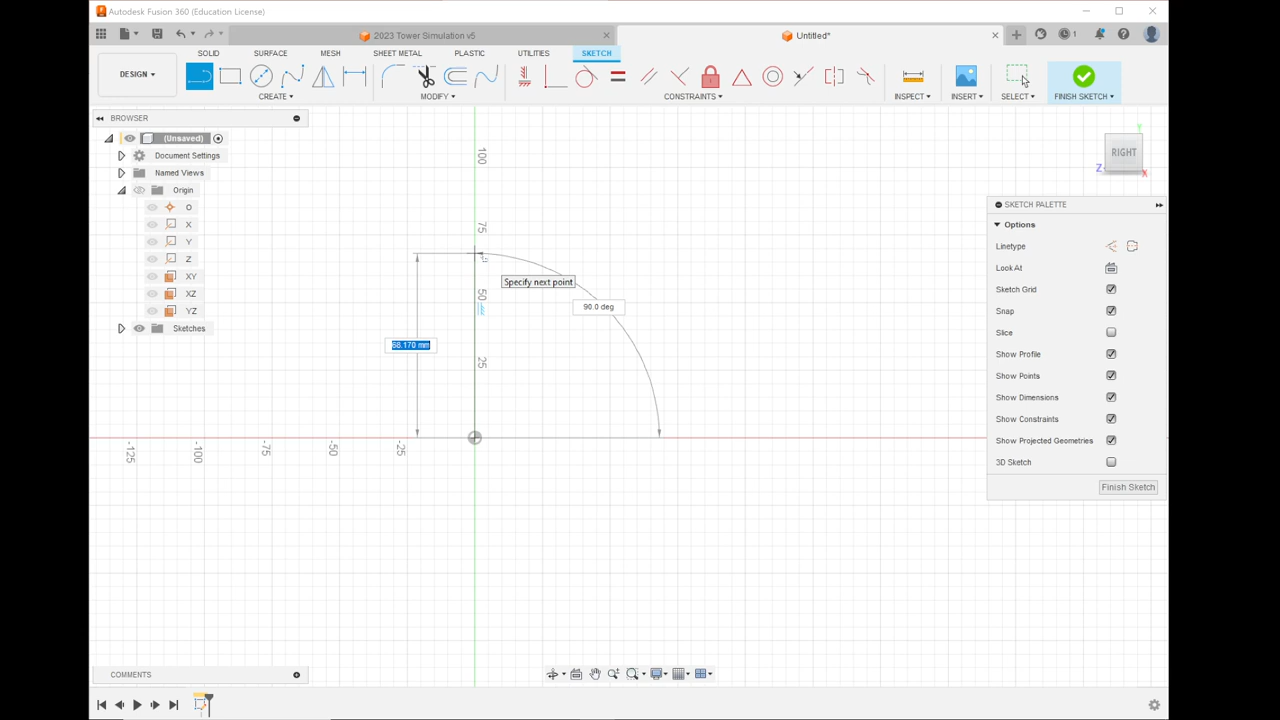 Autodesk Fusion 360 (Education License)
2023 Tower Simulation v5
Untitled*
1
SOLID SURFACE MESH SHEET METAL PLASTIC UTILITIES SKETCH
DESIGN
CREATE MODIFY CONSTRAINTS INSPECT INSERT SELECT FINISH SKETCH
BROWSER
(Unsaved)
Document Settings
Named Views
Origin
O
X
Y
Z
XY
XZ
YZ
Sketches
100
75
50
25
-125
-100
-75
-50
-25
Specify next point
90.0 deg
68.170 mm
Y
RIGHT
Z
X
SKETCH PALETTE
Options
Linetype
Look At
Sketch Grid
Snap
Slice
Show Profile
Show Points
Show Dimensions
Show Constraints
Show Projected Geometries
3D Sketch
Finish Sketch
COMMENTS